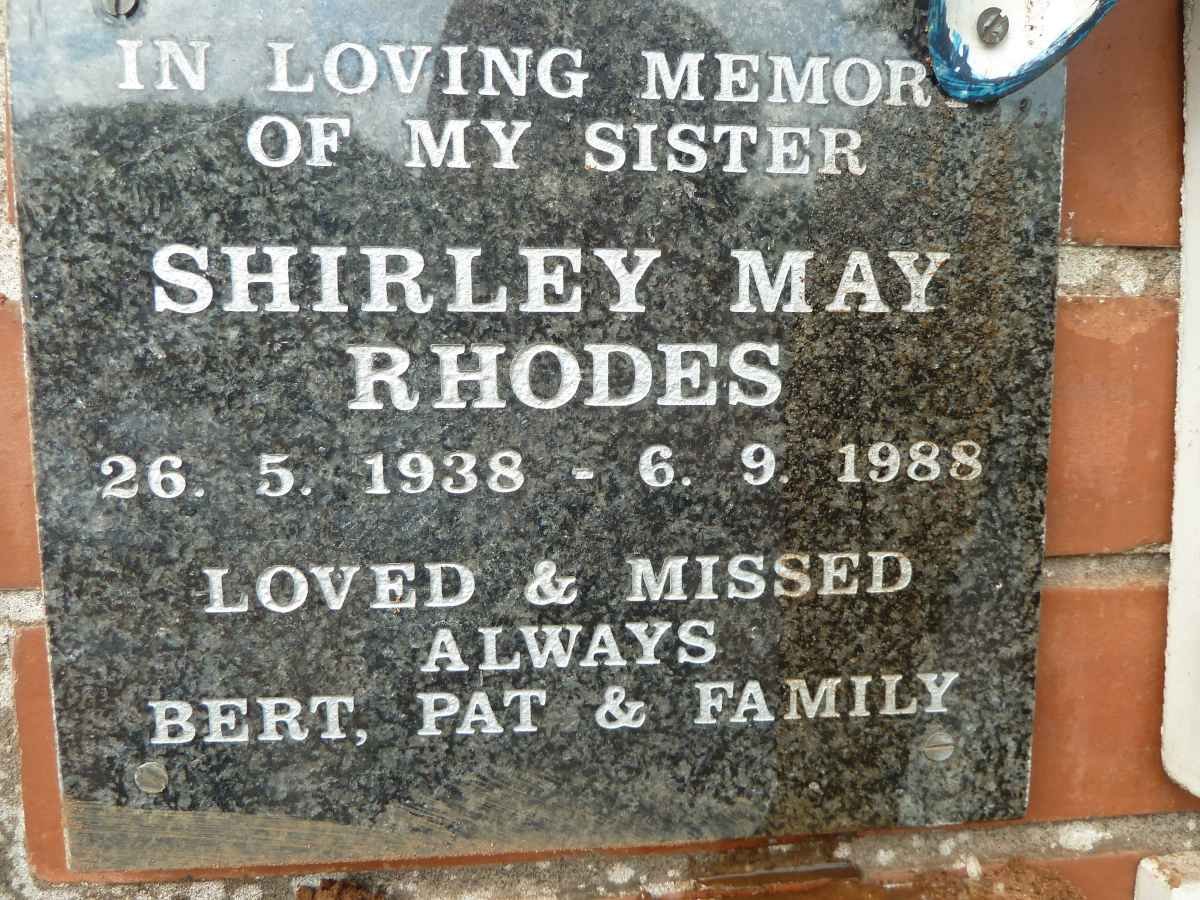 IN LOVING MEMORY
OF MY SISTER
SHIRLEY MAY
RHODES
26. 5. 1938 - 6. 9. 1988
LOVED & MISSED
ALWAYS
BERT, PAT & FAMILY